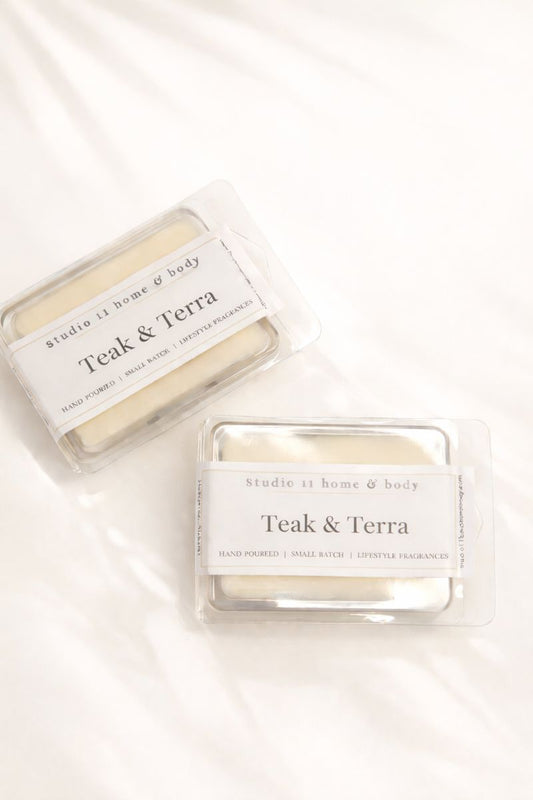 Studio 11 home & body
Teak & Terra
HAND POURED | SMALL BATCH | LIFESTYLE FRAGRANCES
Studio 11 home & body
Teak & Terra
HAND POURED | SMALL BATCH | LIFESTYLE FRAGRANCES